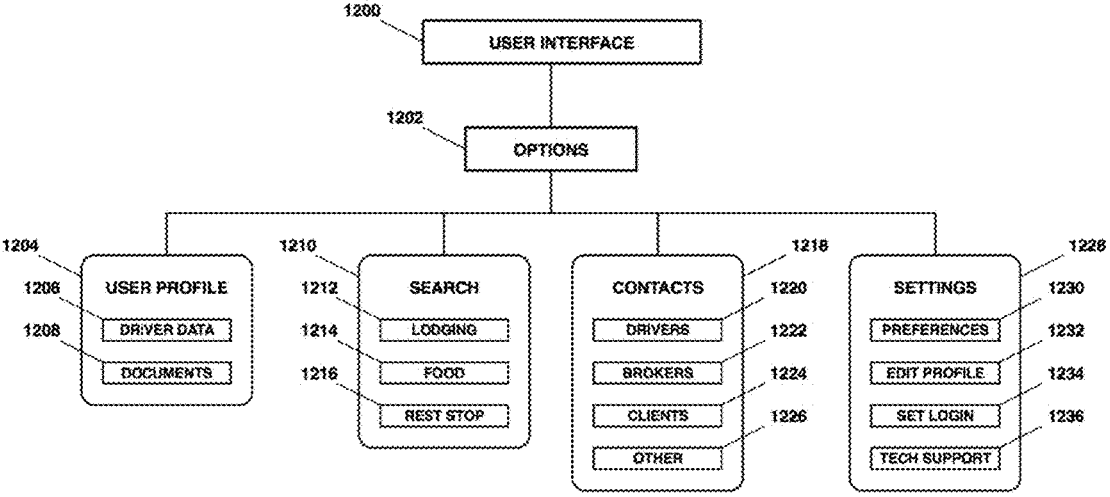 1200
USER INTERFACE
1202
OPTIONS
1204
USER PROFILE
1206
DRIVER DATA
1208
DOCUMENTS
1210
SEARCH
1212
LODGING
1214
FOOD
1216
REST STOP
1218
CONTACTS
1220
DRIVERS
1222
BROKERS
1224
CLIENTS
1226
OTHER
1228
SETTINGS
1230
PREFERENCES
1232
EDIT PROFILE
1234
SET LOGIN
1236
TECH SUPPORT